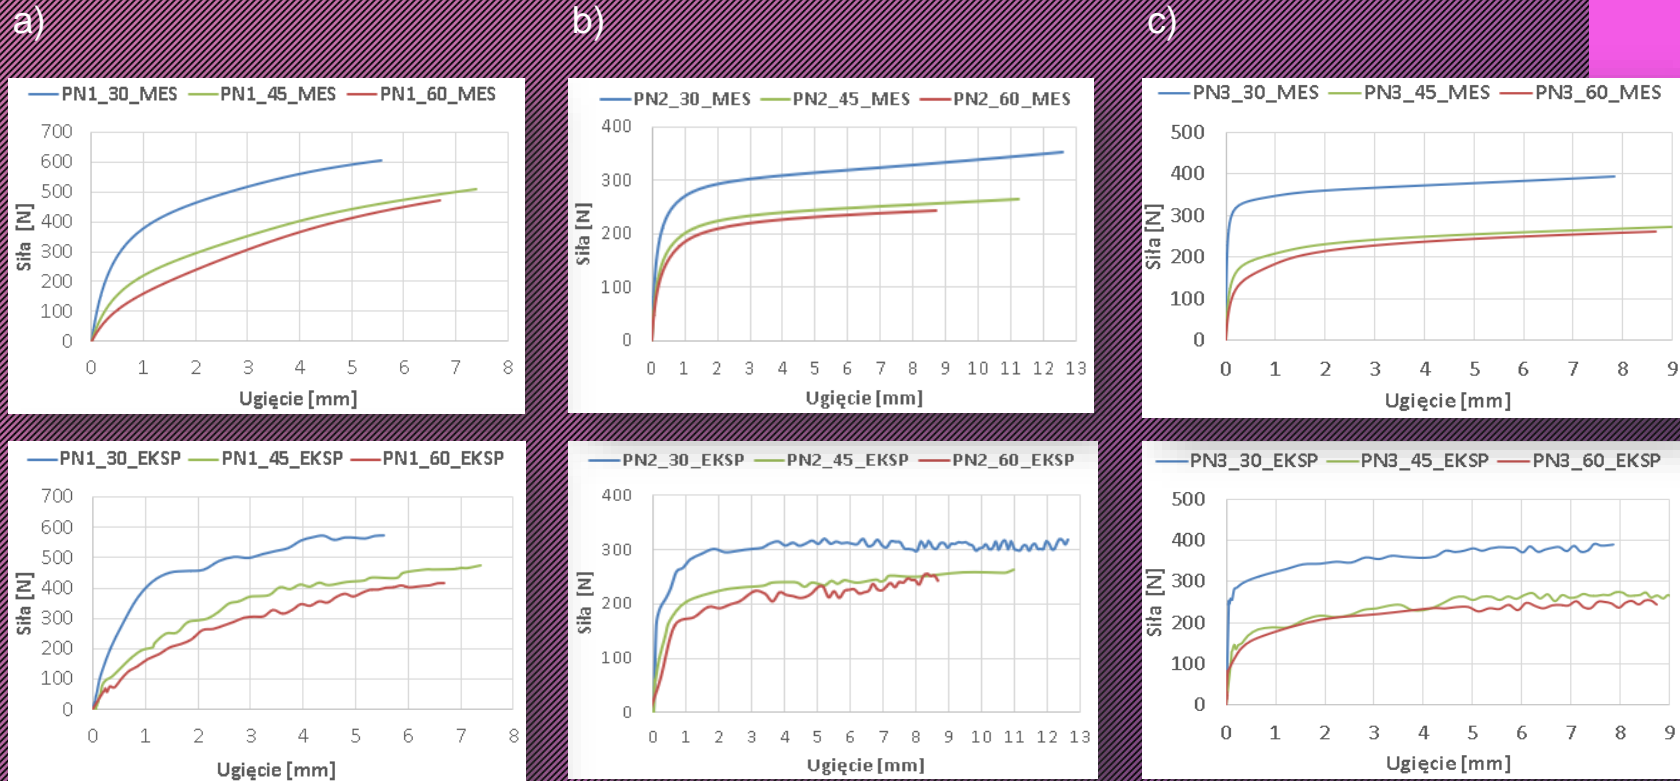 a)
b)
c)
PN1_30_MES PN1_45_MES PN1_60_MES
700
600
500
400
300
200
100
0
Siła [N]
0 1 2 3 4 5 6 7 8
Ugięcie [mm]
PN2_30_MES PN2_45_MES PN2_60_MES
400
300
200
100
0
Siła [N]
0 1 2 3 4 5 6 7 8 9 10 11 12 13
Ugięcie [mm]
PN3_30_MES PN3_45_MES PN3_60_MES
500
400
300
200
100
0
Siła [N]
0 1 2 3 4 5 6 7 8 9
Ugięcie [mm]
PN1_30_EKSP PN1_45_EKSP PN1_60_EKSP
700
600
500
400
300
200
100
0
Siła [N]
0 1 2 3 4 5 6 7 8
Ugięcie [mm]
PN2_30_EKSP PN2_45_EKSP PN2_60_EKSP
400
300
200
100
0
Siła [N]
0 1 2 3 4 5 6 7 8 9 10 11 12 13
Ugięcie [mm]
PN3_30_EKSP PN3_45_EKSP PN3_60_EKSP
500
400
300
200
100
0
Siła [N]
0 1 2 3 4 5 6 7 8 9
Ugięcie [mm]